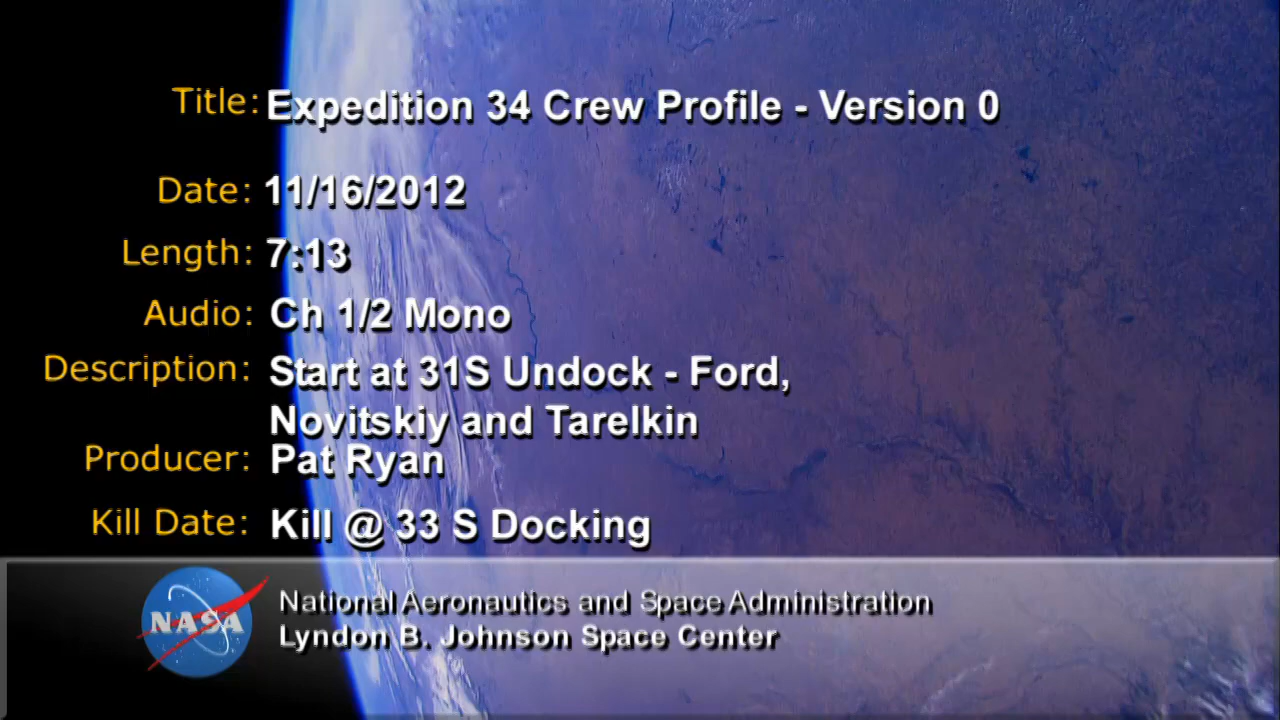 Title: Expedition 34 Crew Profile - Version 0
Date: 11/16/2012
Length: 7:13
Audio: Ch 1/2 Mono
Description: Start at 31S Undock - Ford,
Novitskiy and Tarelkin
Producer: Pat Ryan
Kill Date: Kill @ 33 S Docking
NASA
National Aeronautics and Space Administration
Lyndon B. Johnson Space Center